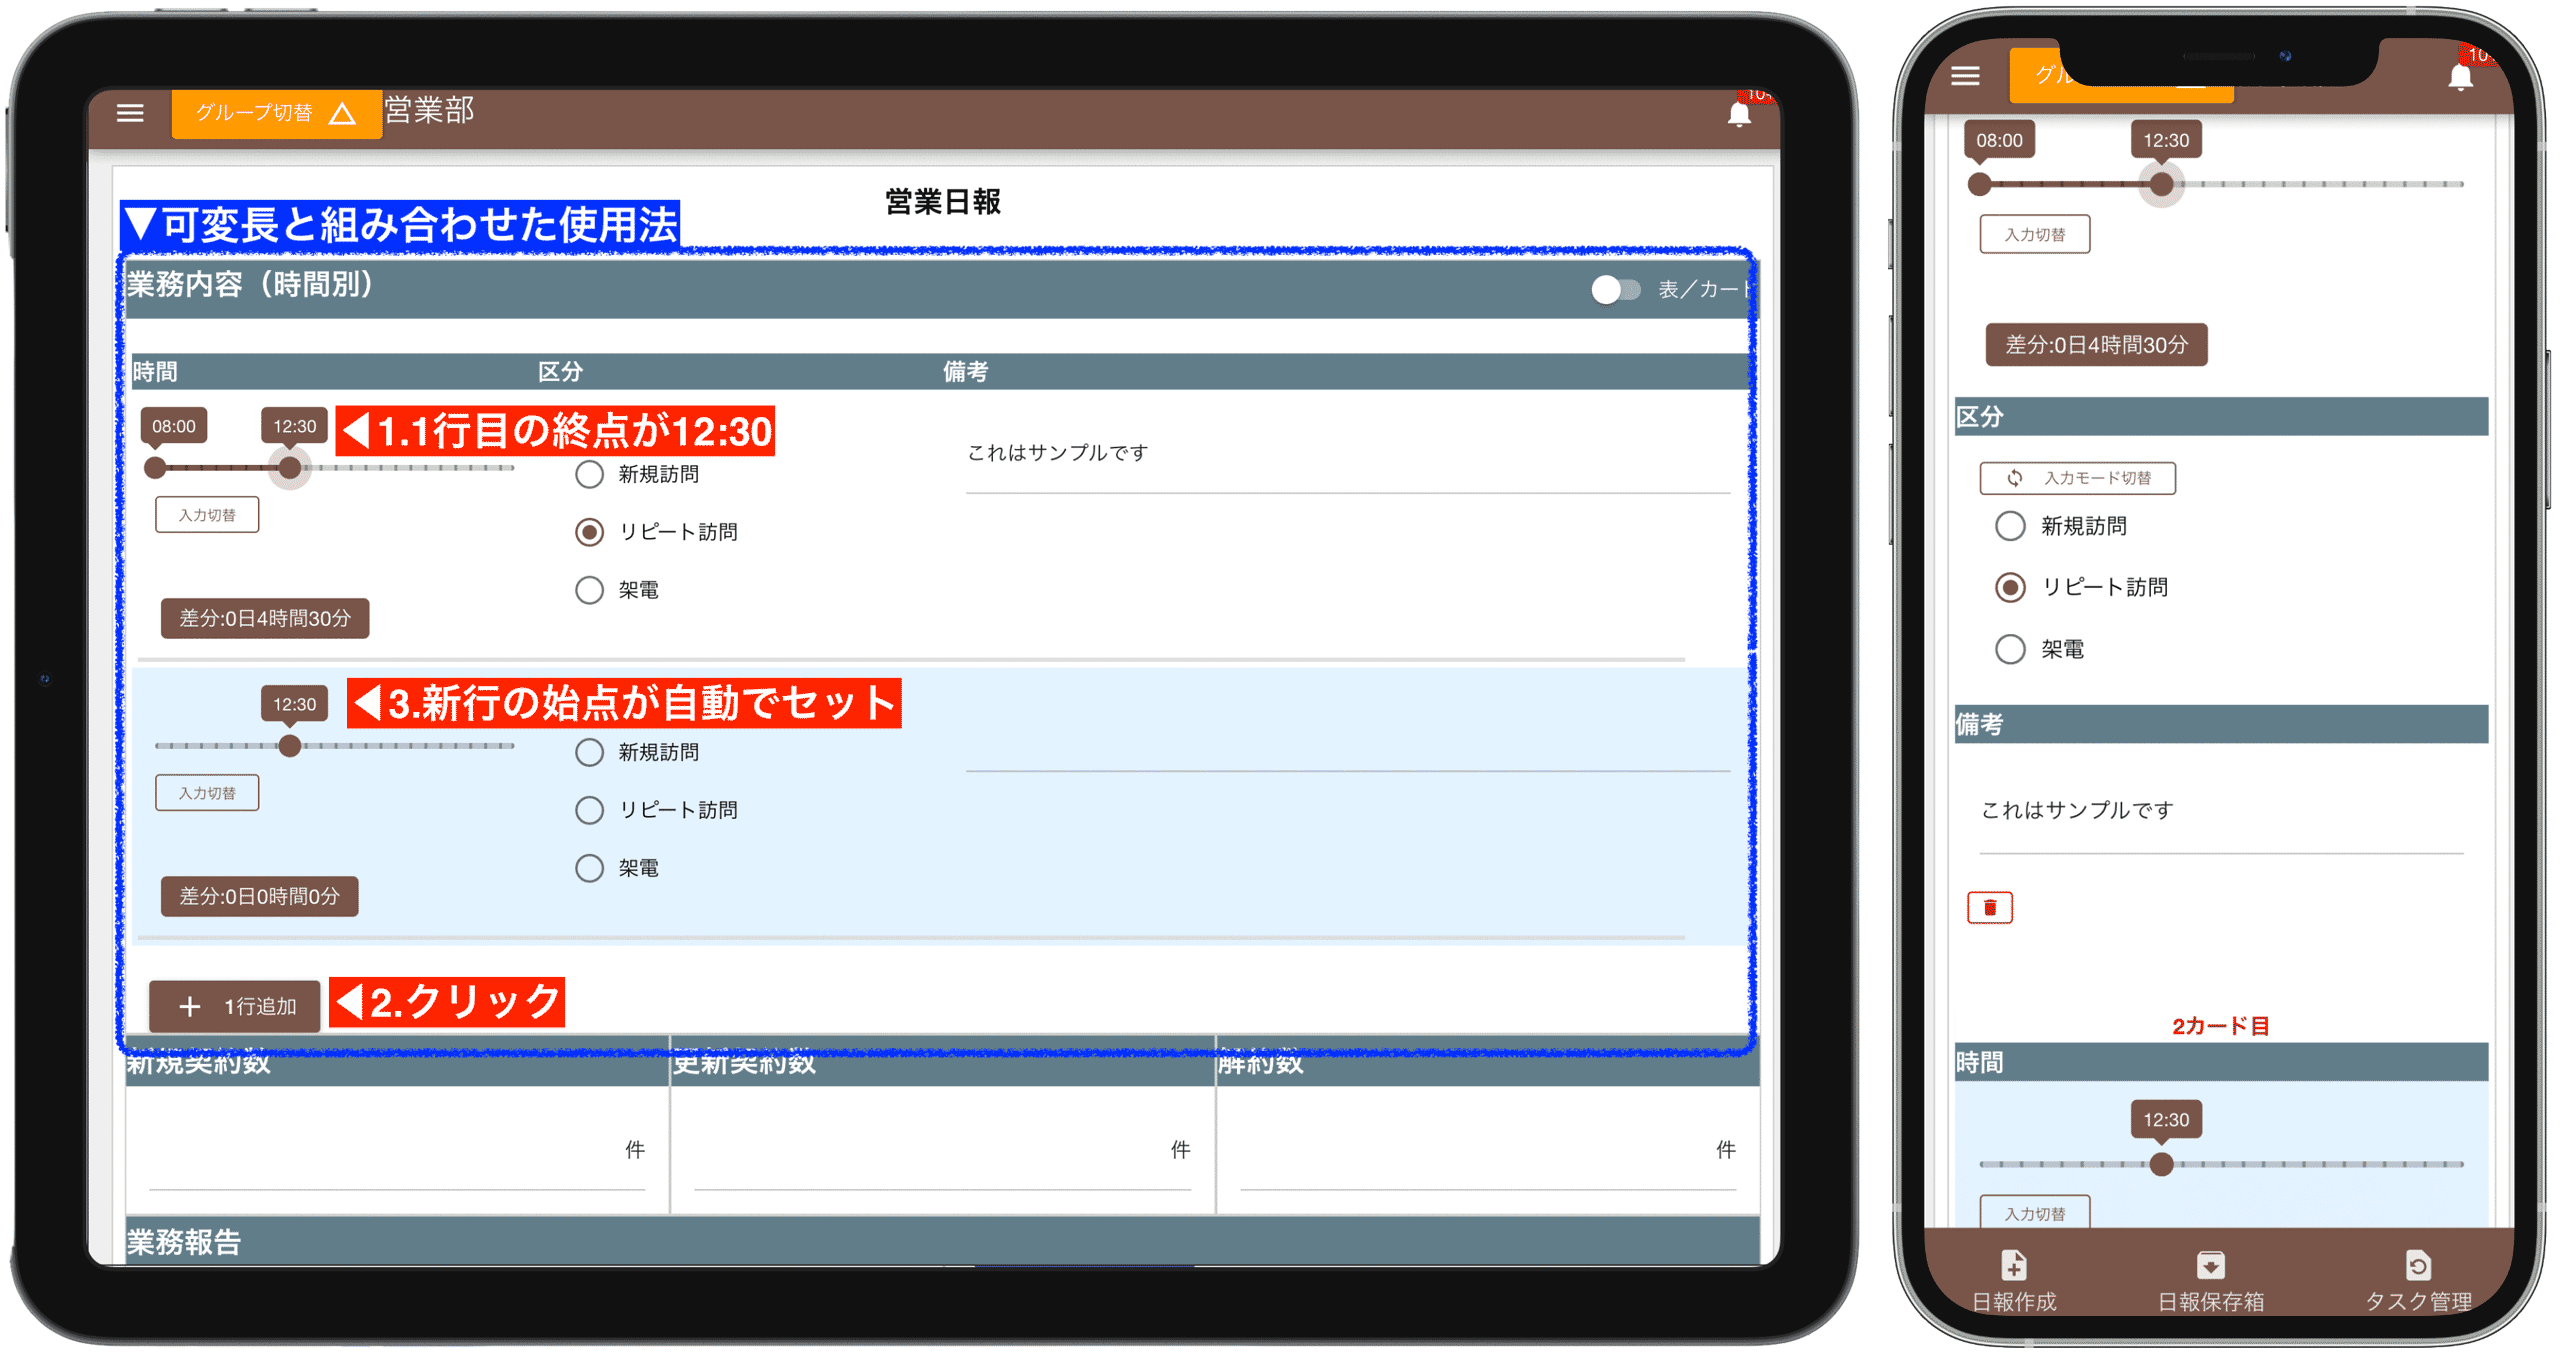 グループ切替
営業部
営業日報
▼可変長と組み合わせた使用法
業務内容（時間別）
表／カード
時間 区分 備考
08:00 12:30
◀1.1行目の終点が12:30
これはサンプルです
新規訪問
入力切替
リピート訪問
架電
差分:0日4時間30分
12:30
◀3.新行の始点が自動でセット
新規訪問
入力切替
リピート訪問
架電
差分:0日0時間0分
+ 1行追加
◀2.クリック
新規契約数 更新契約数 解約数
件 件 件
業務報告
08:00 12:30
入力切替
差分:0日4時間30分
区分
入力モード切替
新規訪問
リピート訪問
架電
備考
これはサンプルです
2カード目
時間
12:30
入力切替
日報作成 日報保存箱 タスク管理